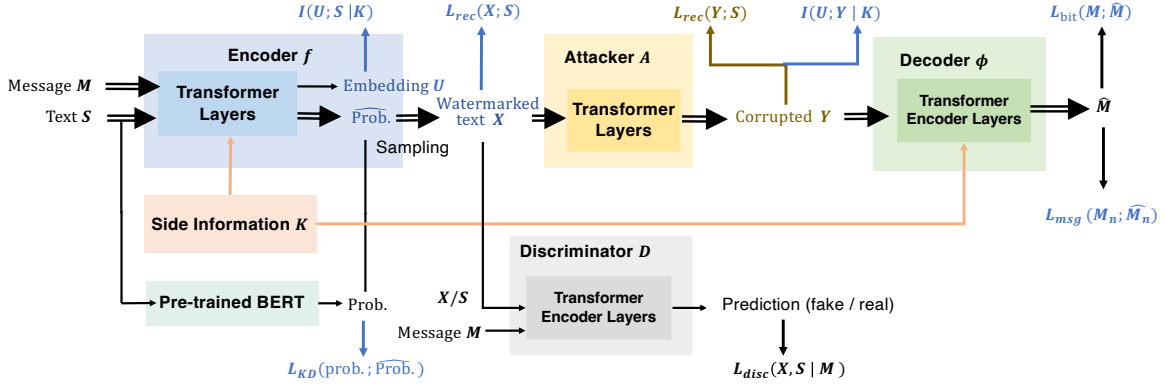 I(U; S | K)
L_rec(X; S)
L_rec(Y; S)
I(U; Y | K)
L_bit(M; M̂)
Encoder f
Attacker A
Decoder ϕ
Message M
Text S
Transformer
Layers
Embedding U
P͡rob.
Sampling
Watermarked
text X
Transformer
Layers
Corrupted Y
Transformer
Encoder Layers
M̂
Side Information K
L_msg (M_n; M̂_n)
Discriminator D
Pre-trained BERT
Prob.
X/S
Message M
Transformer
Encoder Layers
Prediction (fake / real)
L_KD(prob.; P͡rob.)
L_disc(X, S | M)